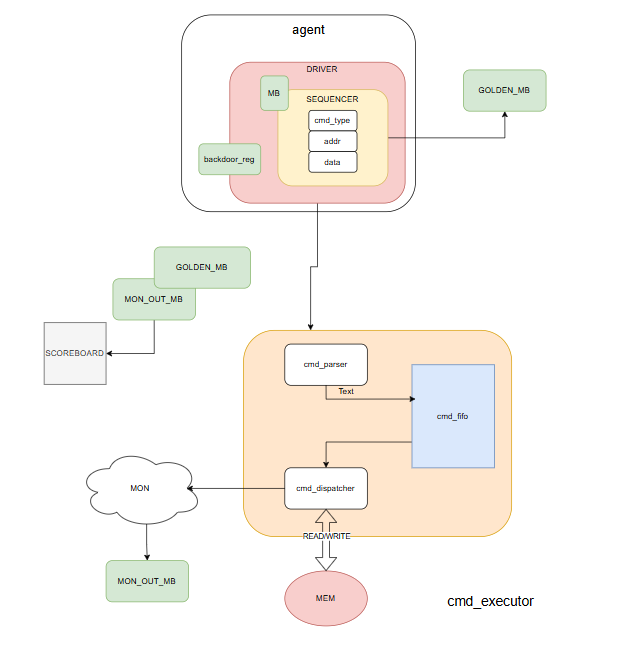 agent
DRIVER
MB
SEQUENCER
cmd_type
addr
data
backdoor_reg
GOLDEN_MB
GOLDEN_MB
MON_OUT_MB
SCOREBOARD
cmd_parser
Text
cmd_fifo
cmd_dispatcher
MON
READ/WRITE
MON_OUT_MB
MEM
cmd_executor